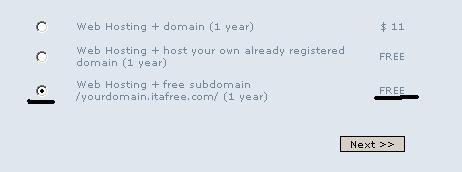 Web Hosting + domain (1 year) $ 11
Web Hosting + host your own already registered
domain (1 year) FREE
Web Hosting + free subdomain
/yourdomain.itafree.com/ (1 year) FREE
Next >>